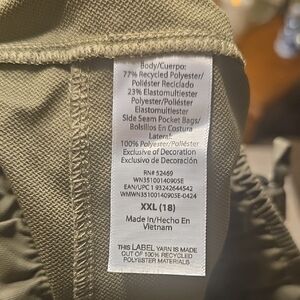 Body/Cuerpo:
77% Recycled Polyester/
Poliéster Reciclado
23% Elastomultiester
Polyester/Poliéster
Elastomultiester
Side Seam Pocket Bags/
Bolsillos En Costura
Lateral:
100% Polyester/Poliéster
Exclusive of Decoration
Exclusivo de Decoración
RN# 52469
WN35100140905E
EAN/UPC 1 93242644542
WMWN35100140905E-0424
XXL (18)
Made In/Hecho En
Vietnam
THIS LABEL YARN IS MADE
OUT OF 100% RECYCLED
POLYESTER MATERIALS